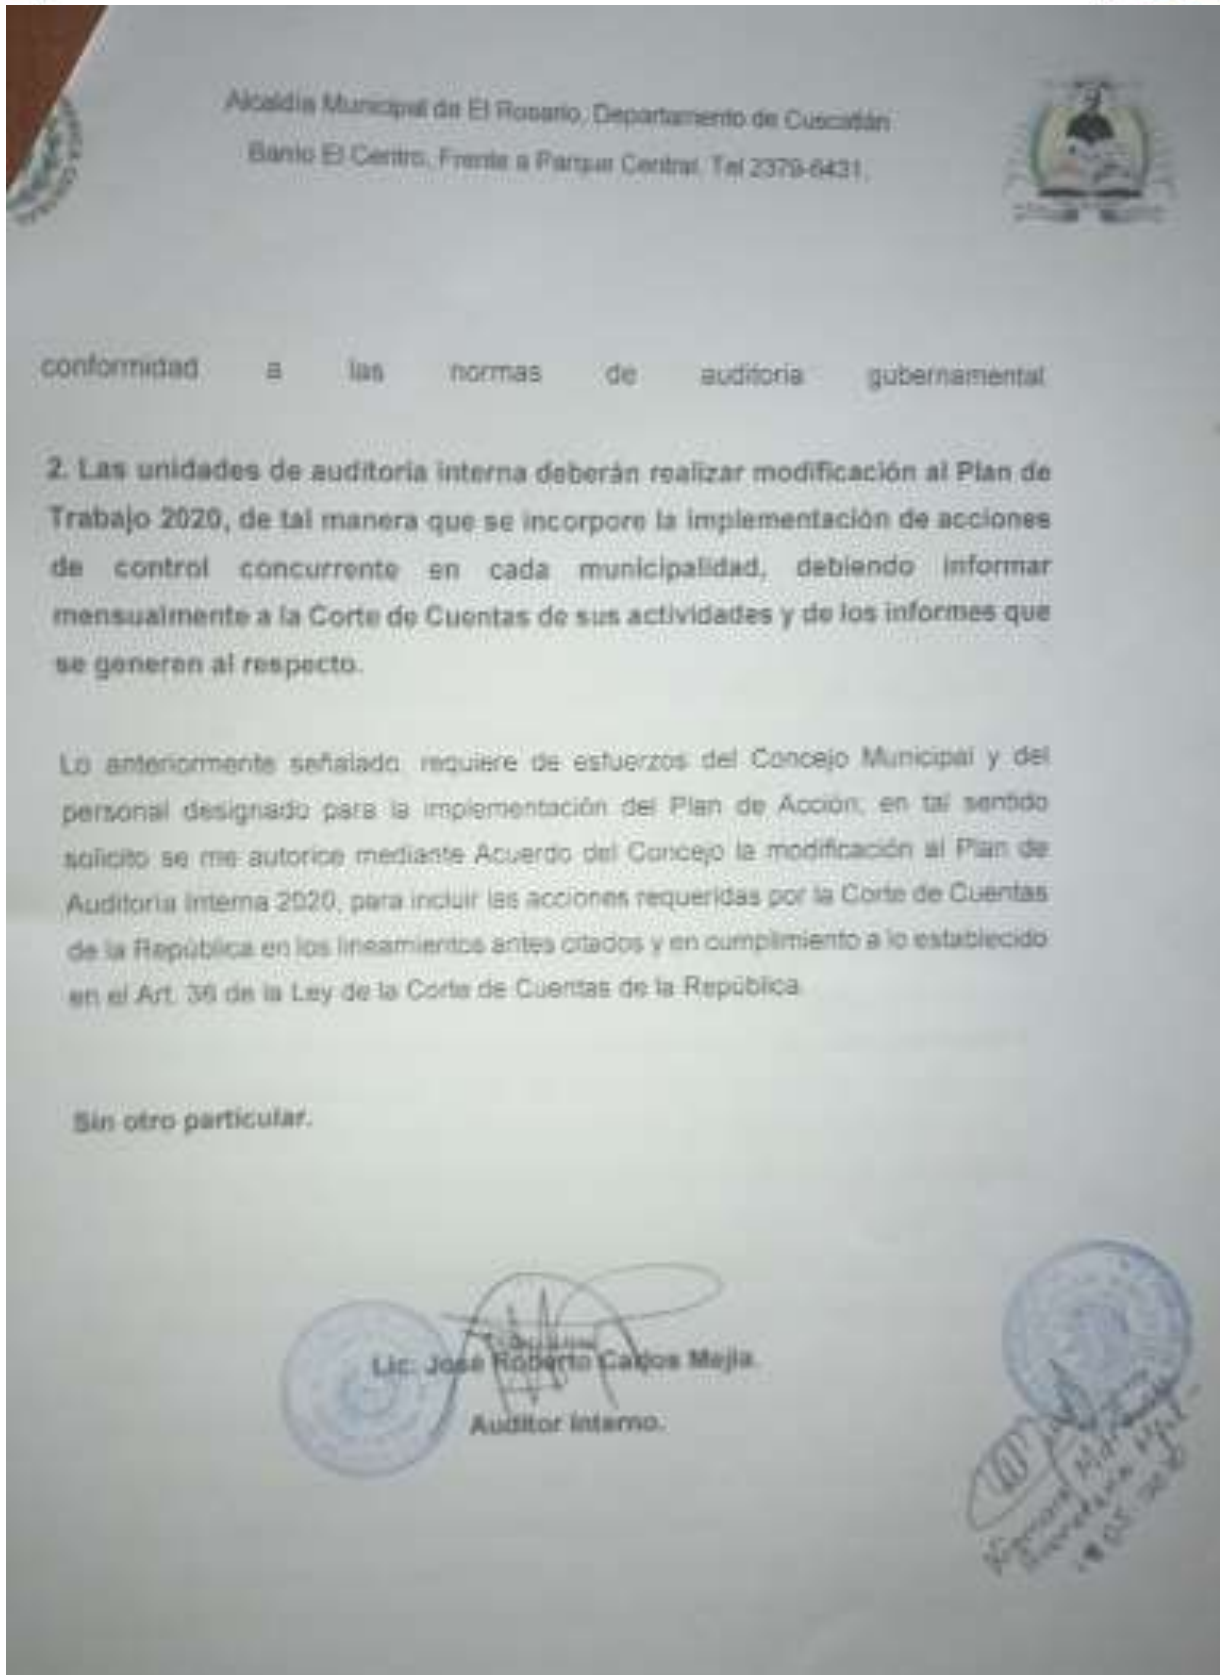 Alcaldía Municipal de El Rosario, Departamento de Cuscatlán
Barrio El Centro, Frente a Parque Central, Tel 2379-6431.
conformidad a las normas de auditoria gubernamental
2. Las unidades de auditoria interna deberán realizar modificación al Plan de
Trabajo 2020, de tal manera que se incorpore la implementación de acciones
de control concurrente en cada municipalidad, debiendo informar
mensualmente a la Corte de Cuentas de sus actividades y de los informes que
se generen al respecto.
Lo anteriormente señalado, requiere de esfuerzos del Concejo Municipal y del
personal designado para la implementación del Plan de Acción, en tal sentido
solicito se me autorice mediante Acuerdo del Concejo la modificación al Plan de
Auditoría Interna 2020, para incluir las acciones requeridas por la Corte de Cuentas
de la República en los lineamientos antes citados y en cumplimiento a lo establecido
en el Art. 36 de la Ley de la Corte de Cuentas de la República.
Sin otro particular.
Lic. José Roberto Carlos Mejía.
Auditor Interno.
Secretaria